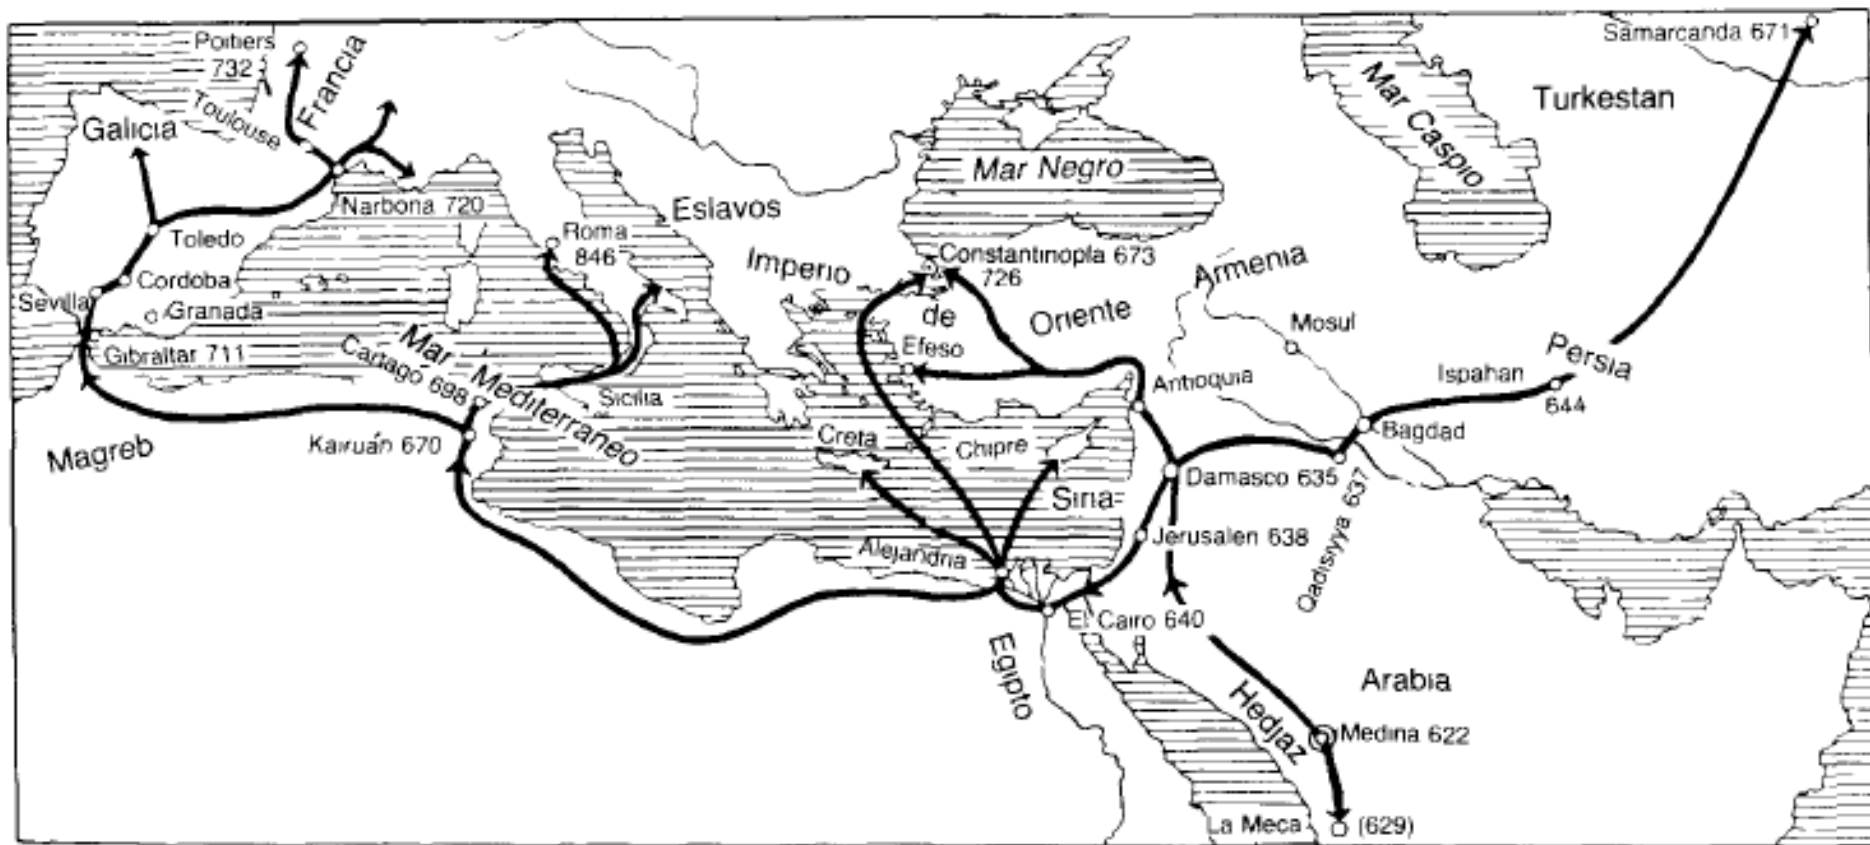 Poitiers
732
Francia
Toulouse
Galicia
Narbona 720
Toledo
Cordoba
Sevilla
Granada
Gibraltar 711
Magreb
Kairuán 670
Cartago 698
Mar Mediterraneo
Roma
846
Sicilia
Eslavos
Imperio
de
Oriente
Mar Negro
Constantinopla 673
726
Efeso
Creta
Chipre
Armenia
Antioquia
Siria
Damasco 635
Jerusalen 638
Alejandria
El Cairo 640
Egipto
Mosul
Bagdad
Qadisiyya 637
Ispahan
644
Persia
Mar Caspio
Turkestan
Samarcanda 671
Arabia
Hedjaz
Medina 622
La Meca (629)